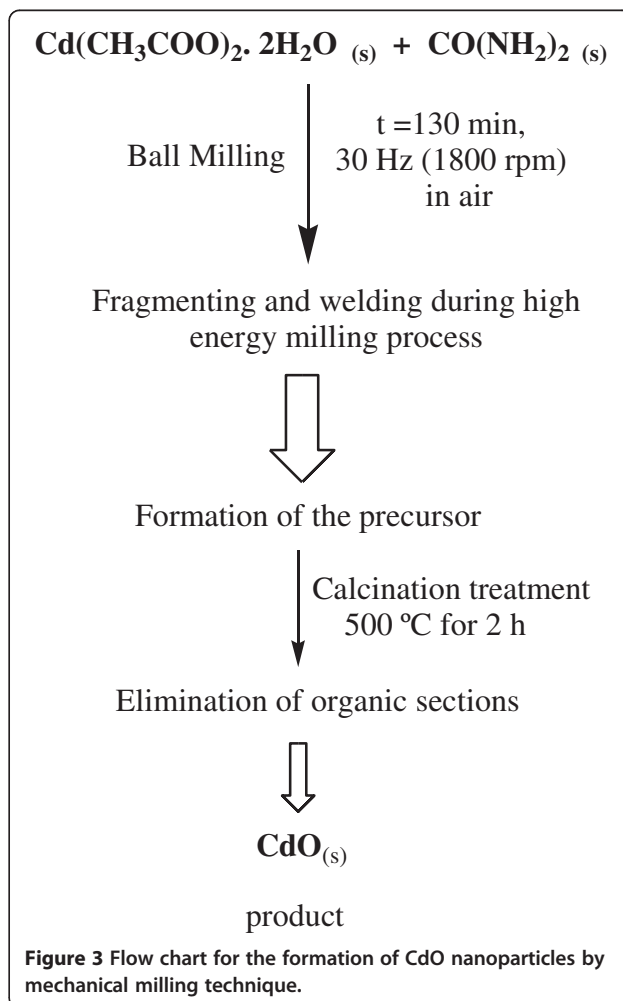 Cd(CH₃COO)₂. 2H₂O (s) + CO(NH₂)₂ (s)
Ball Milling
t =130 min,
30 Hz (1800 rpm)
in air
Fragmenting and welding during high
energy milling process
Formation of the precursor
Calcination treatment
500 ºC for 2 h
Elimination of organic sections
CdO(s)
product
Figure 3 Flow chart for the formation of CdO nanoparticles by
mechanical milling technique.